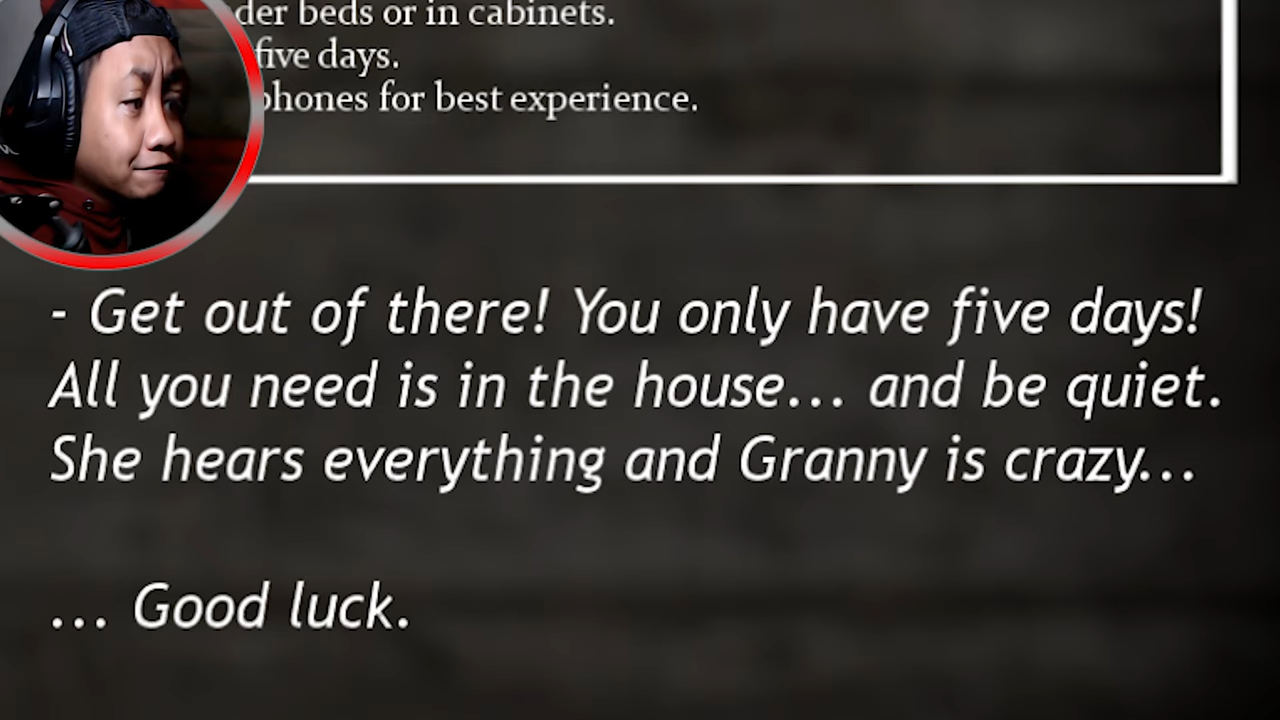 der beds or in cabinets.
five days.
phones for best experience.
- Get out of there! You only have five days!
All you need is in the house... and be quiet.
She hears everything and Granny is crazy...
... Good luck.